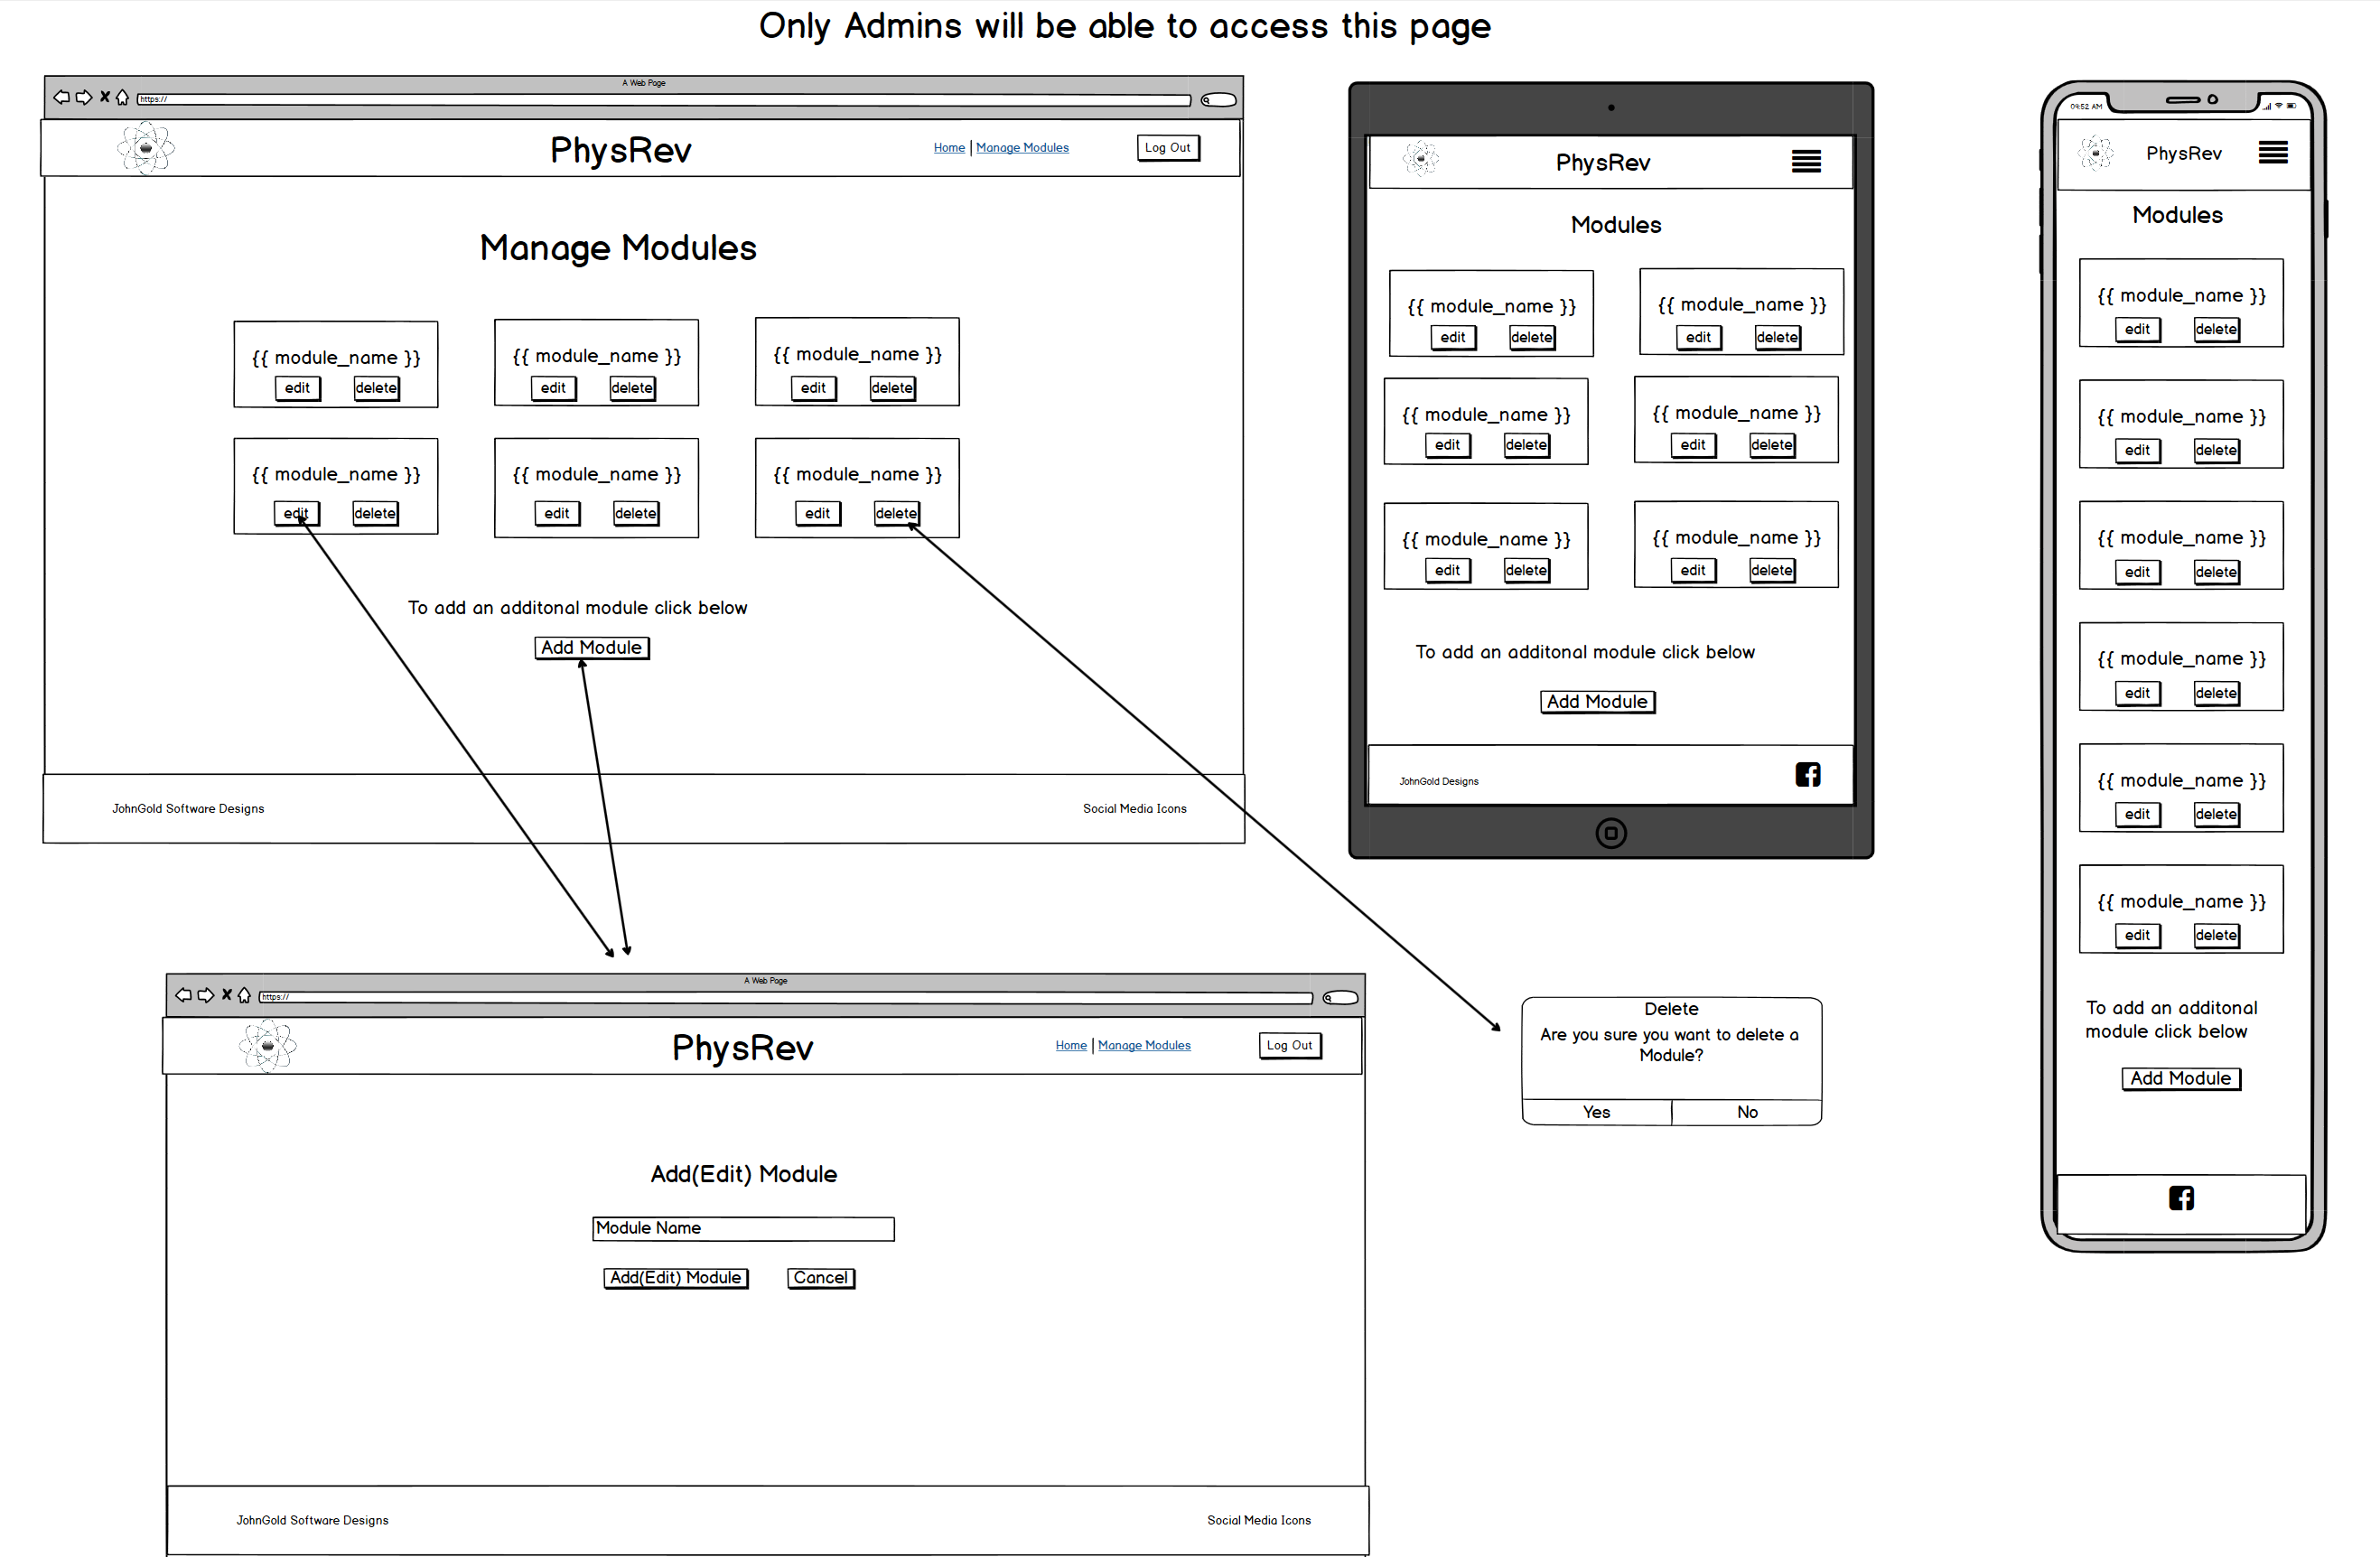 Only Admins will be able to access this page
A Web Page
https://
PhysRev
Home | Manage Modules
Log Out
Manage Modules
{{ module_name }} {{ module_name }} {{ module_name }}
edit delete edit delete edit delete
{{ module_name }} {{ module_name }} {{ module_name }}
edit delete edit delete edit delete
To add an additonal module click below
Add Module
JohnGold Software Designs
Social Media Icons
PhysRev
Modules
{{ module_name }} {{ module_name }}
edit delete edit delete
{{ module_name }} {{ module_name }}
edit delete edit delete
{{ module_name }} {{ module_name }}
edit delete edit delete
To add an additonal module click below
Add Module
JohnGold Designs
09:52 AM
PhysRev
Modules
{{ module_name }}
edit delete
{{ module_name }}
edit delete
{{ module_name }}
edit delete
{{ module_name }}
edit delete
{{ module_name }}
edit delete
{{ module_name }}
edit delete
To add an additonal
module click below
Add Module
A Web Page
https://
PhysRev
Home | Manage Modules
Log Out
Add(Edit) Module
Module Name
Add(Edit) Module
Cancel
JohnGold Software Designs
Social Media Icons
Delete
Are you sure you want to delete a
Module?
Yes No